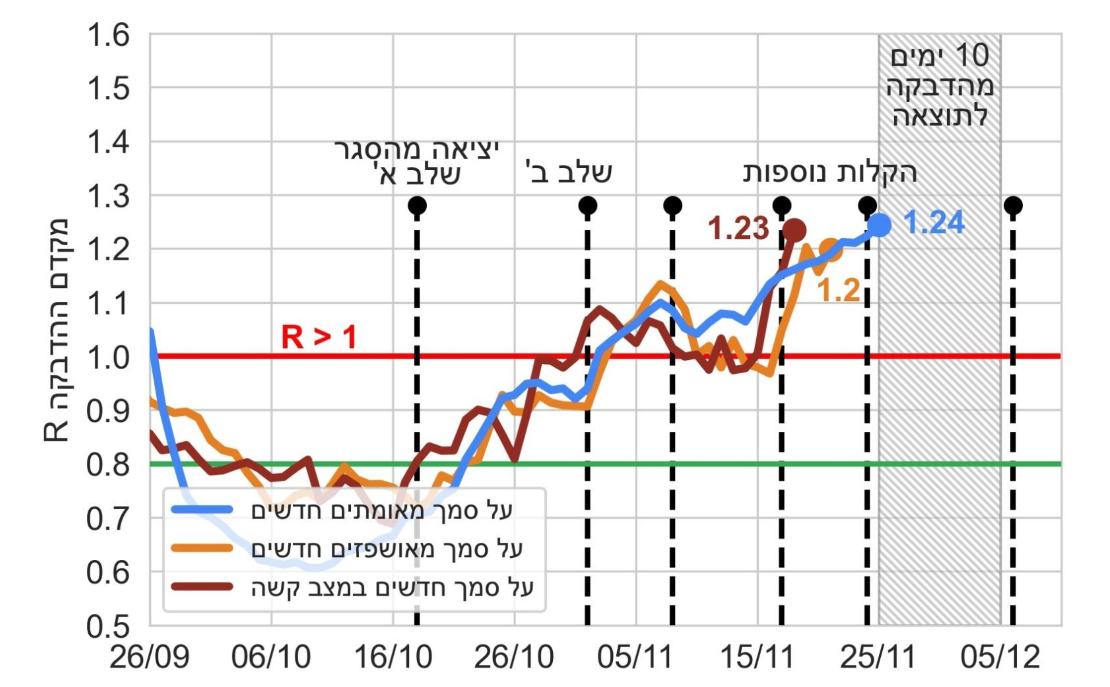 1.6
1.5
1.4
1.3
1.2
1.1
1.0
0.9
0.8
0.7
0.6
0.5
מקדם ההדבקה R
10 ימים
מהדבקה
לתוצאה
יציאה מהסגר
שלב א'
שלב ב'
הקלות נוספות
1.23
1.24
1.2
R > 1
על סמך מאומתים חדשים
על סמך מאושפזים חדשים
על סמך חדשים במצב קשה
26/09
06/10
16/10
26/10
05/11
15/11
25/11
05/12